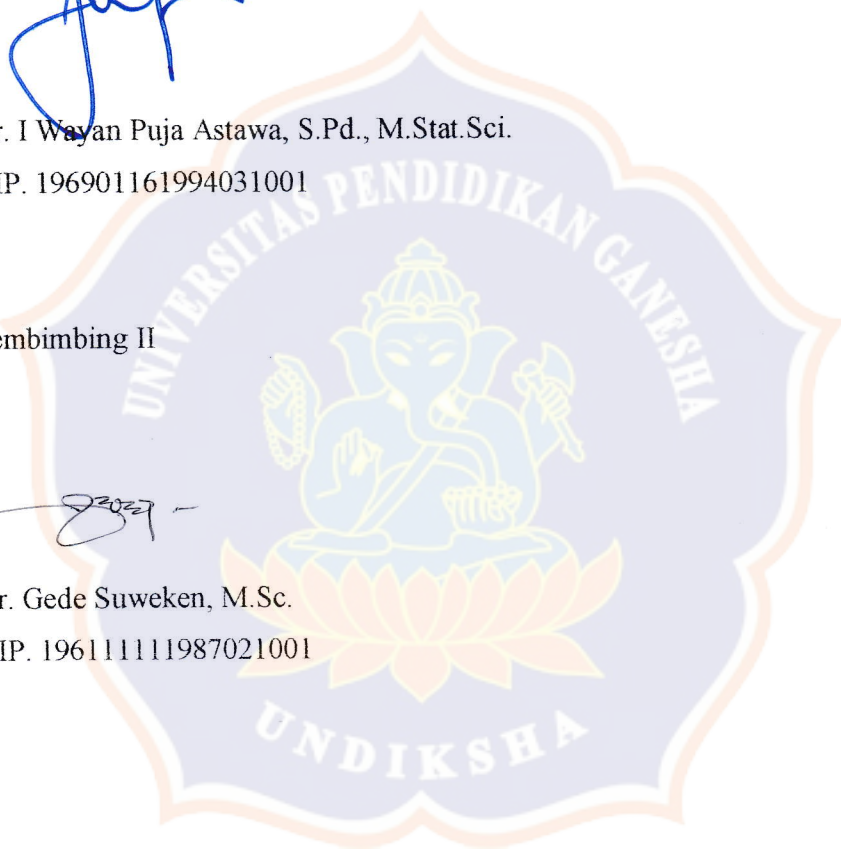 r. I Wayan Puja Astawa, S.Pd., M.Stat.Sci.
IP. 196901161994031001
embimbing II
r. Gede Suweken, M.Sc.
IP. 196111111987021001
UNIVERSITAS PENDIDIKAN GANESHA
UNDIKSHA